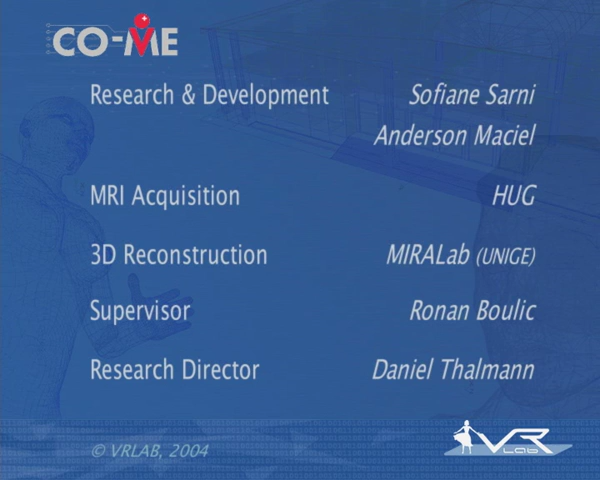 CO-ME
Research & Development Sofiane Sarni
Anderson Maciel
MRI Acquisition HUG
3D Reconstruction MIRALab (UNIGE)
Supervisor Ronan Boulic
Research Director Daniel Thalmann
© VRLAB, 2004
VR
Lab